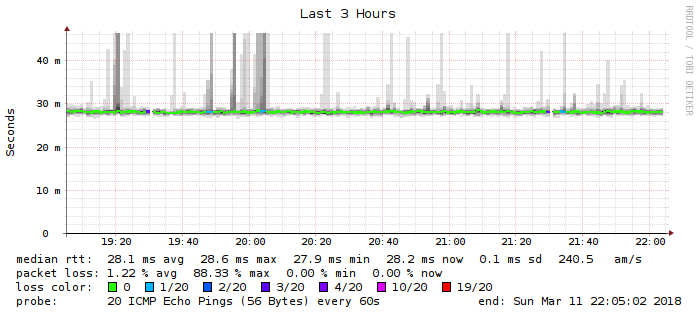 Last 3 Hours
RRDTOOL / TOBI OETIKER
Seconds
40 m
30 m
20 m
10 m
0
19:20 19:40 20:00 20:20 20:40 21:00 21:20 21:40 22:00
median rtt: 28.1 ms avg 28.6 ms max 27.9 ms min 28.2 ms now 0.1 ms sd 240.5 am/s
packet loss: 1.22 % avg 88.33 % max 0.00 % min 0.00 % now
loss color: 0 1/20 2/20 3/20 4/20 10/20 19/20
probe: 20 ICMP Echo Pings (56 Bytes) every 60s end: Sun Mar 11 22:05:02 2018